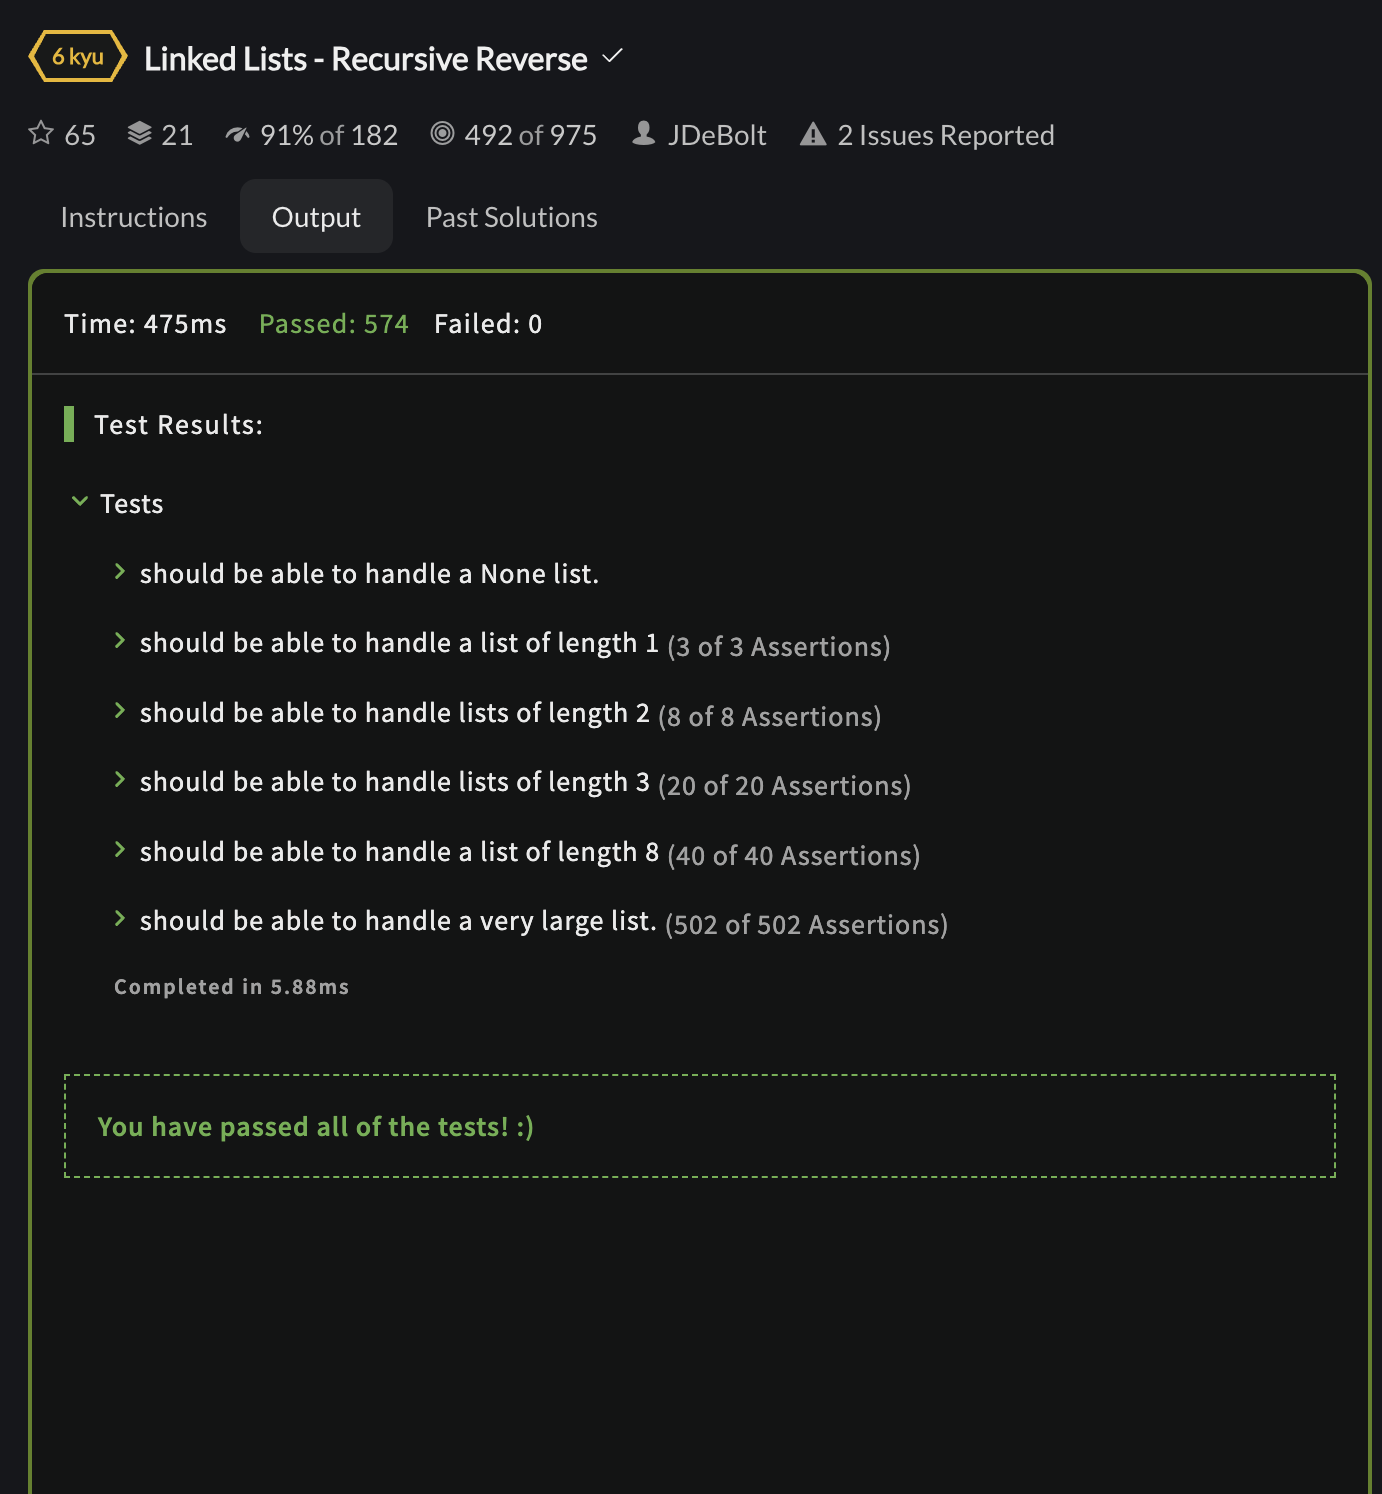 6 kyu Linked Lists - Recursive Reverse
65 21 91% of 182 492 of 975 JDeBolt 2 Issues Reported
Instructions Output Past Solutions
Time: 475ms Passed: 574 Failed: 0
Test Results:
Tests
should be able to handle a None list.
should be able to handle a list of length 1 (3 of 3 Assertions)
should be able to handle lists of length 2 (8 of 8 Assertions)
should be able to handle lists of length 3 (20 of 20 Assertions)
should be able to handle a list of length 8 (40 of 40 Assertions)
should be able to handle a very large list. (502 of 502 Assertions)
Completed in 5.88ms
You have passed all of the tests! :)